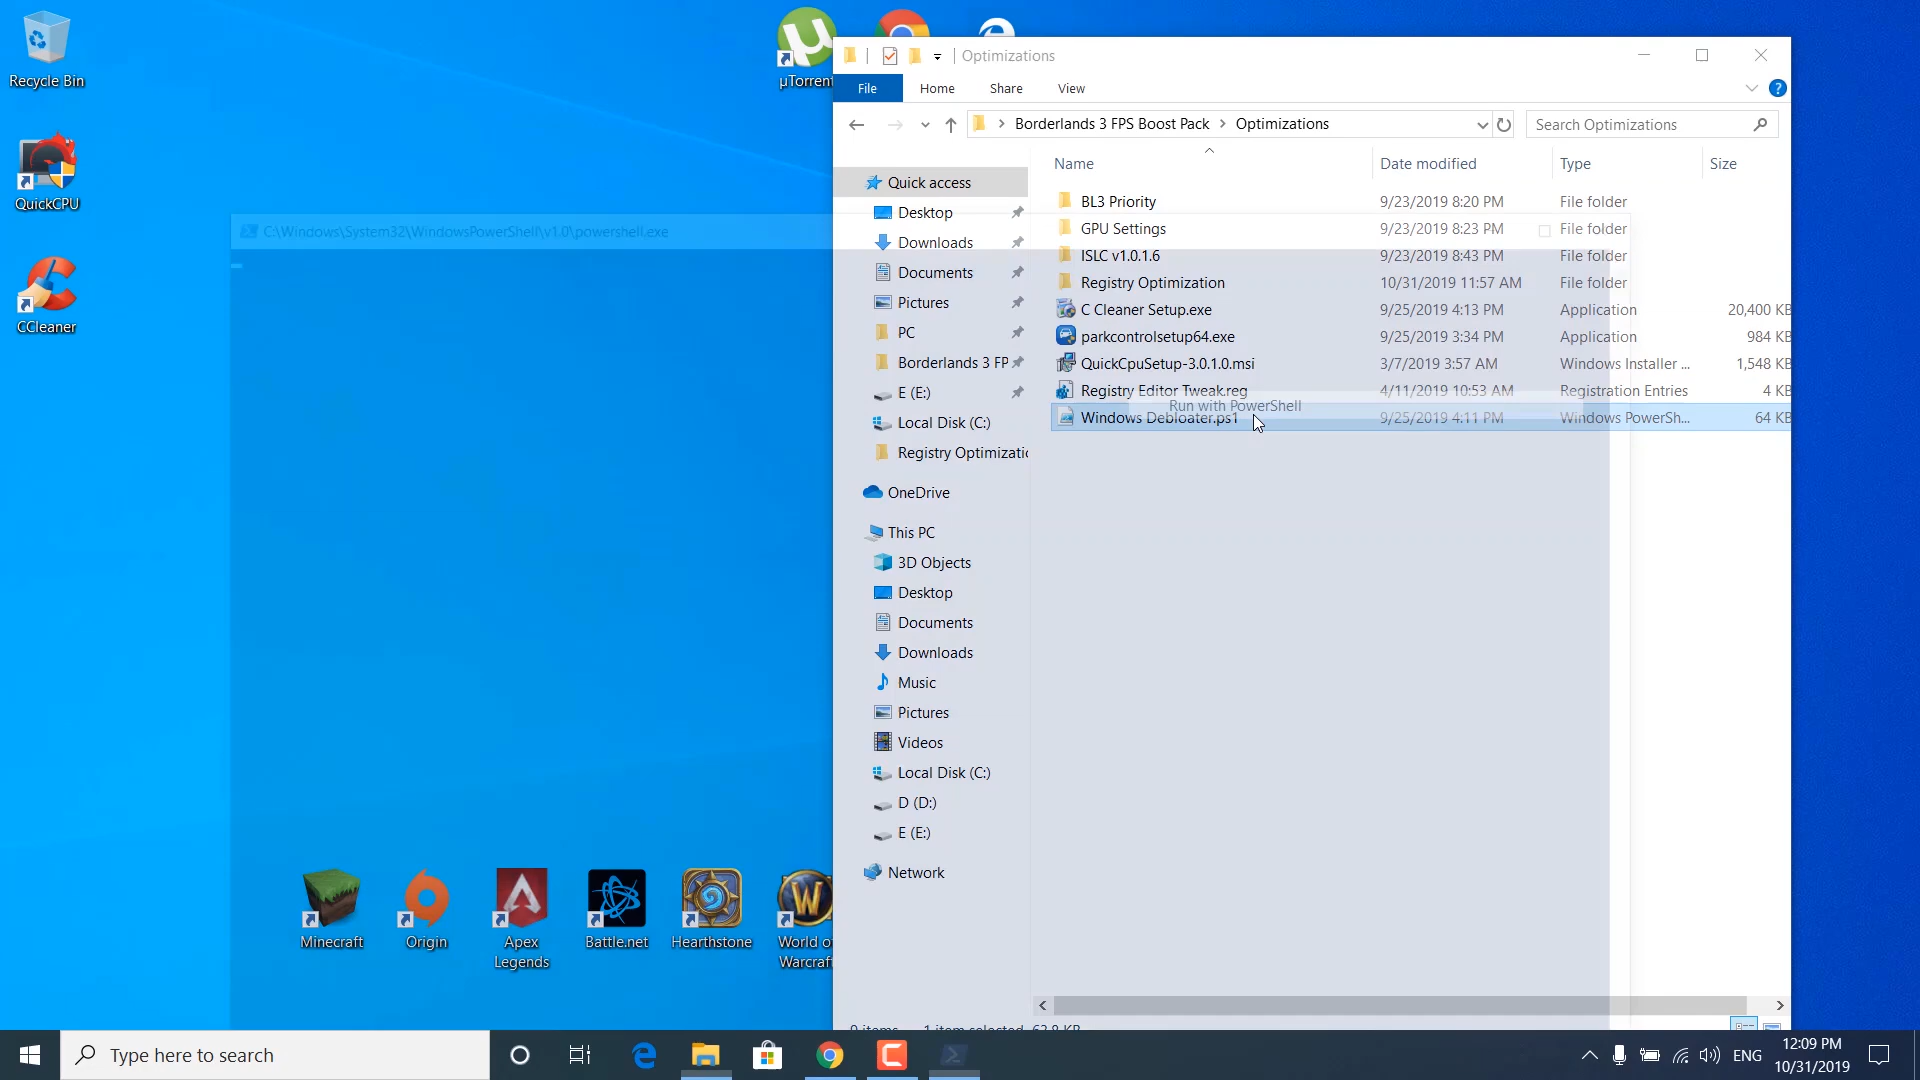 Recycle Bin
QuickCPU
CCleaner
µTorrent
C:\Windows\System32\WindowsPowerShell\v1.0\powershell.exe
Minecraft
Origin
Apex
Legends
Battle.net
Hearthstone
World of
Warcraft
Optimizations
File Home Share View
Borderlands 3 FPS Boost Pack > Optimizations
Search Optimizations
Quick access
Desktop
Downloads
Documents
Pictures
PC
Borderlands 3 FP
E (E:)
Local Disk (C:)
Registry Optimizatic
OneDrive
This PC
3D Objects
Desktop
Documents
Downloads
Music
Pictures
Videos
Local Disk (C:)
D (D:)
E (E:)
Network
Name Date modified Type Size
BL3 Priority 9/23/2019 8:20 PM File folder
GPU Settings 9/23/2019 8:23 PM File folder
ISLC v1.0.1.6 9/23/2019 8:43 PM File folder
Registry Optimization 10/31/2019 11:57 AM File folder
C Cleaner Setup.exe 9/25/2019 4:13 PM Application 20,400 KB
parkcontrolsetup64.exe 9/25/2019 3:34 PM Application 984 KB
QuickCpuSetup-3.0.1.0.msi 3/7/2019 3:57 AM Windows Installer ... 1,548 KB
Registry Editor Tweak.reg 4/11/2019 10:53 AM Registration Entries 4 KB
Run with PowerShell
Windows Debloater.ps1 9/25/2019 4:11 PM Windows PowerSh... 64 KB
9 items 1 item selected 63.8 KB
Type here to search
ENG
12:09 PM
10/31/2019